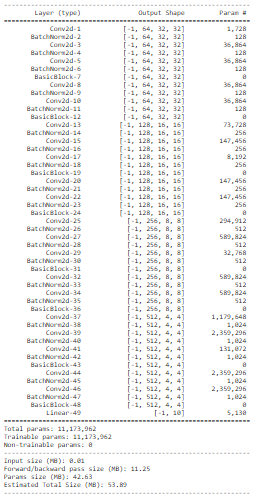 Layer (type) Output Shape Param #
Conv2d-1 [-1, 64, 32, 32] 1,728
BatchNorm2d-2 [-1, 64, 32, 32] 128
Conv2d-3 [-1, 64, 32, 32] 36,864
BatchNorm2d-4 [-1, 64, 32, 32] 128
Conv2d-5 [-1, 64, 32, 32] 36,864
BatchNorm2d-6 [-1, 64, 32, 32] 128
BasicBlock-7 [-1, 64, 32, 32] 0
Conv2d-8 [-1, 64, 32, 32] 36,864
BatchNorm2d-9 [-1, 64, 32, 32] 128
Conv2d-10 [-1, 64, 32, 32] 36,864
BatchNorm2d-11 [-1, 64, 32, 32] 128
BasicBlock-12 [-1, 64, 32, 32] 0
Conv2d-13 [-1, 128, 16, 16] 73,728
BatchNorm2d-14 [-1, 128, 16, 16] 256
Conv2d-15 [-1, 128, 16, 16] 147,456
BatchNorm2d-16 [-1, 128, 16, 16] 256
Conv2d-17 [-1, 128, 16, 16] 8,192
BatchNorm2d-18 [-1, 128, 16, 16] 256
BasicBlock-19 [-1, 128, 16, 16] 0
Conv2d-20 [-1, 128, 16, 16] 147,456
BatchNorm2d-21 [-1, 128, 16, 16] 256
Conv2d-22 [-1, 128, 16, 16] 147,456
BatchNorm2d-23 [-1, 128, 16, 16] 256
BasicBlock-24 [-1, 128, 16, 16] 0
Conv2d-25 [-1, 256, 8, 8] 294,912
BatchNorm2d-26 [-1, 256, 8, 8] 512
Conv2d-27 [-1, 256, 8, 8] 589,824
BatchNorm2d-28 [-1, 256, 8, 8] 512
Conv2d-29 [-1, 256, 8, 8] 32,768
BatchNorm2d-30 [-1, 256, 8, 8] 512
BasicBlock-31 [-1, 256, 8, 8] 0
Conv2d-32 [-1, 256, 8, 8] 589,824
BatchNorm2d-33 [-1, 256, 8, 8] 512
Conv2d-34 [-1, 256, 8, 8] 589,824
BatchNorm2d-35 [-1, 256, 8, 8] 512
BasicBlock-36 [-1, 256, 8, 8] 0
Conv2d-37 [-1, 512, 4, 4] 1,179,648
BatchNorm2d-38 [-1, 512, 4, 4] 1,024
Conv2d-39 [-1, 512, 4, 4] 2,359,296
BatchNorm2d-40 [-1, 512, 4, 4] 1,024
Conv2d-41 [-1, 512, 4, 4] 131,072
BatchNorm2d-42 [-1, 512, 4, 4] 1,024
BasicBlock-43 [-1, 512, 4, 4] 0
Conv2d-44 [-1, 512, 4, 4] 2,359,296
BatchNorm2d-45 [-1, 512, 4, 4] 1,024
Conv2d-46 [-1, 512, 4, 4] 2,359,296
BatchNorm2d-47 [-1, 512, 4, 4] 1,024
BasicBlock-48 [-1, 512, 4, 4] 0
Linear-49 [-1, 10] 5,130
Total params: 11,173,962
Trainable params: 11,173,962
Non-trainable params: 0
Input size (MB): 0.01
Forward/backward pass size (MB): 11.25
Params size (MB): 42.63
Estimated Total Size (MB): 53.89